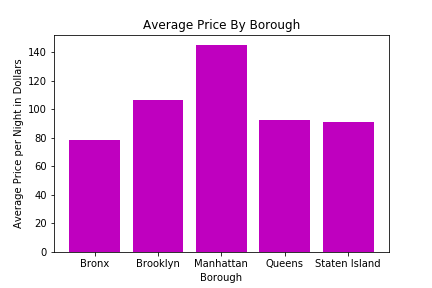 Average Price By Borough
Average Price per Night in Dollars
140
120
100
80
60
40
20
0
Bronx Brooklyn Manhattan Queens Staten Island
Borough